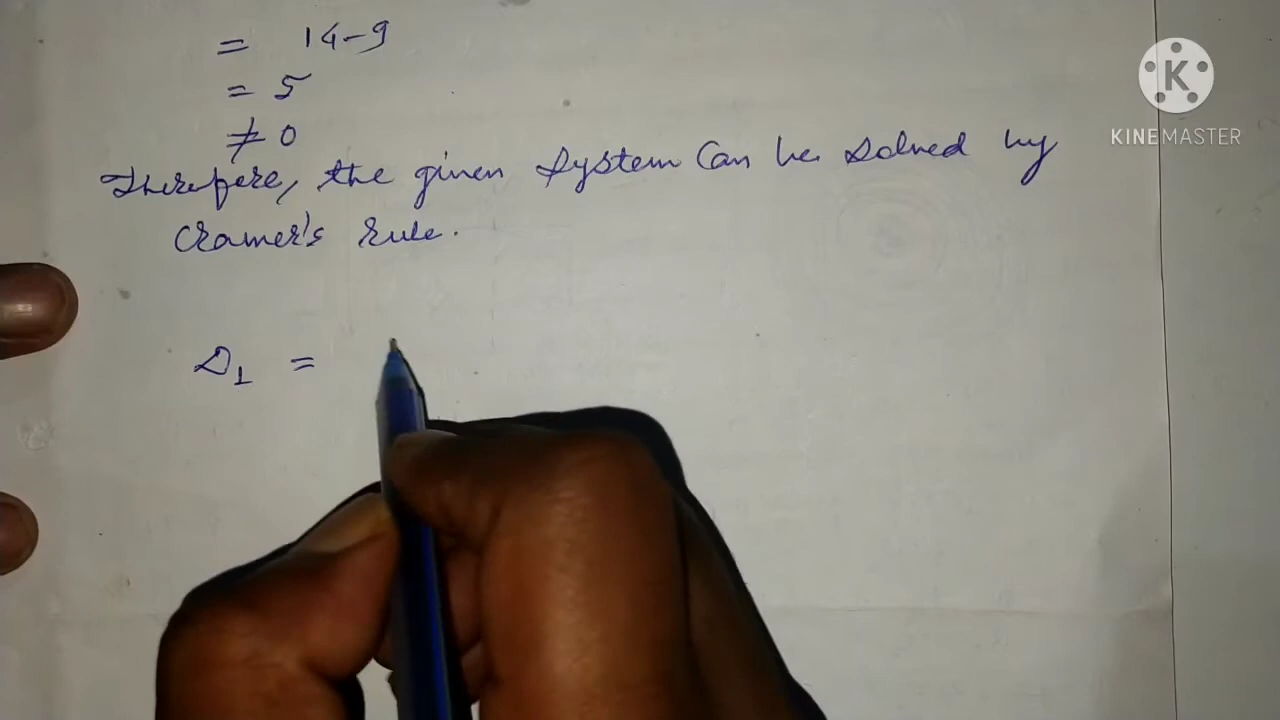 = 14-9
= 5
≠ 0
Therefore, the given system can be solved by
Cramer's rule.
D₁ =
K
KINEMASTER